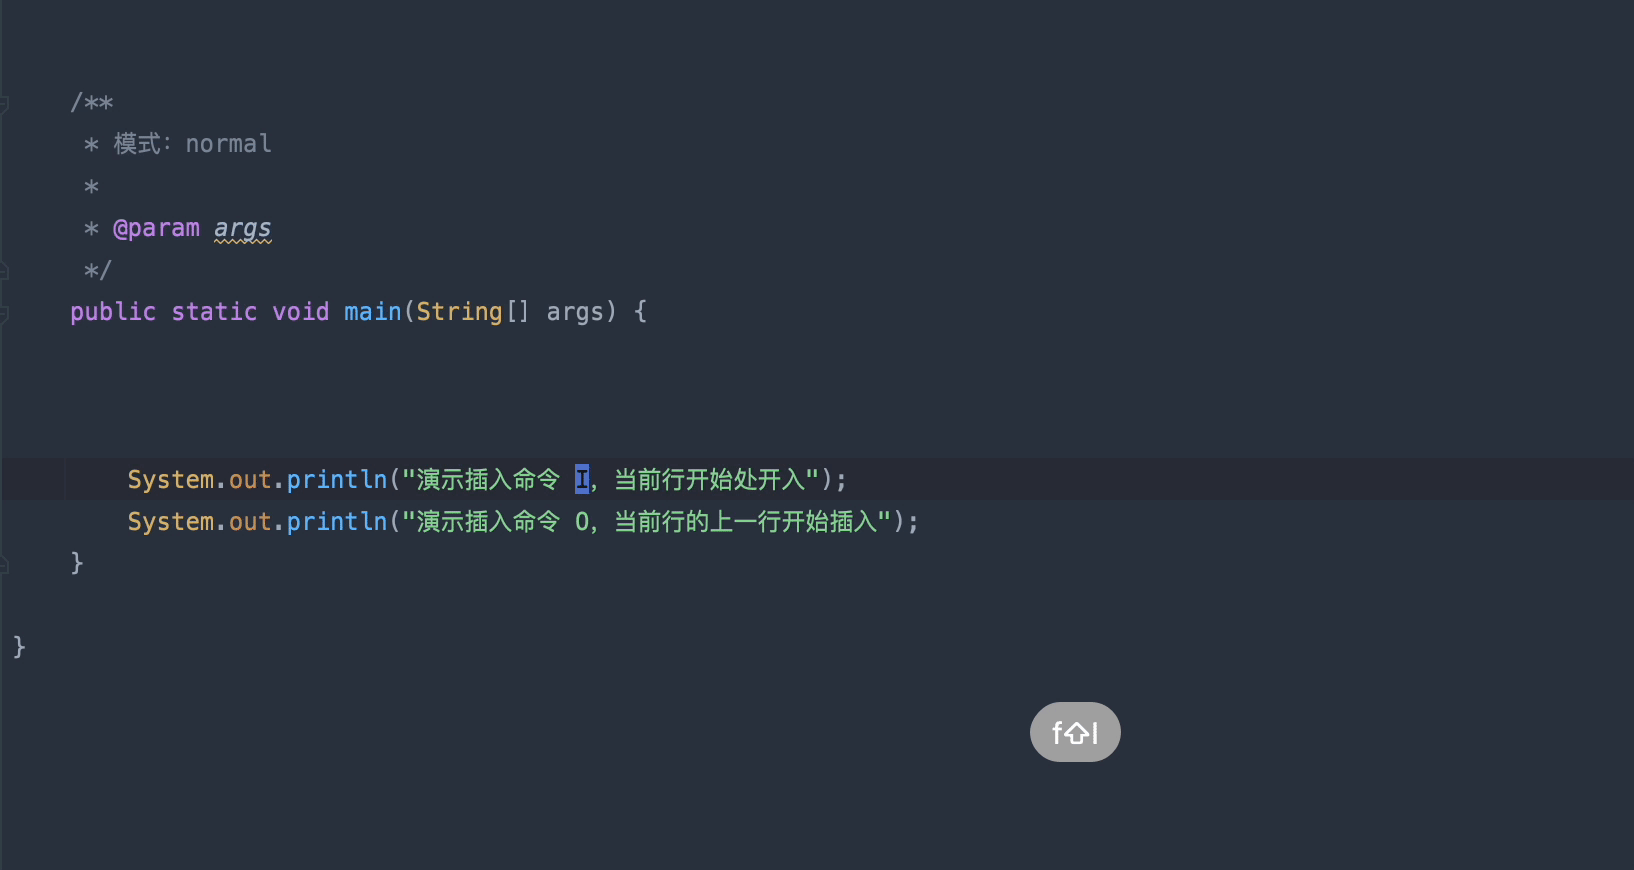 /**
* 模式：normal
*
* @param args
*/
public static void main(String[] args) {
System.out.println("演示插入命令 I，当前行开始处开入");
System.out.println("演示插入命令 O，当前行的上一行开始插入");
}
}
f⇧I